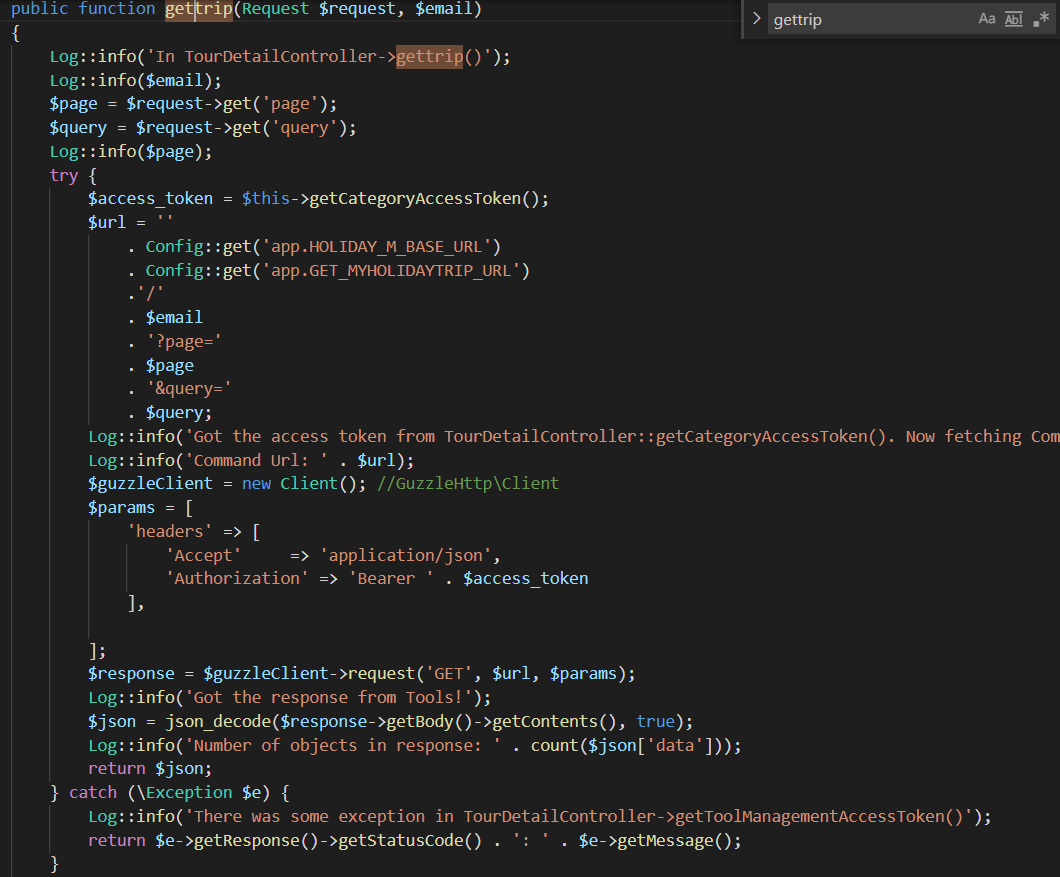 public function gettrip(Request $request, $email)
gettrip
Aa
Abl
.*
{
Log::info('In TourDetailController->gettrip()');
Log::info($email);
$page = $request->get('page');
$query = $request->get('query');
Log::info($page);
try {
$access_token = $this->getCategoryAccessToken();
$url = ''
. Config::get('app.HOLIDAY_M_BASE_URL')
. Config::get('app.GET_MYHOLIDAYTRIP_URL')
.'/'
. $email
. '?page='
. $page
. '&query='
. $query;
Log::info('Got the access token from TourDetailController::getCategoryAccessToken(). Now fetching Com
Log::info('Command Url: ' . $url);
$guzzleClient = new Client(); //GuzzleHttp\Client
$params = [
'headers' => [
'Accept'     => 'application/json',
'Authorization' => 'Bearer ' . $access_token
],
];
$response = $guzzleClient->request('GET', $url, $params);
Log::info('Got the response from Tools!');
$json = json_decode($response->getBody()->getContents(), true);
Log::info('Number of objects in response: ' . count($json['data']));
return $json;
} catch (\Exception $e) {
Log::info('There was some exception in TourDetailController->getToolManagementAccessToken()');
return $e->getResponse()->getStatusCode() . ': ' . $e->getMessage();
}